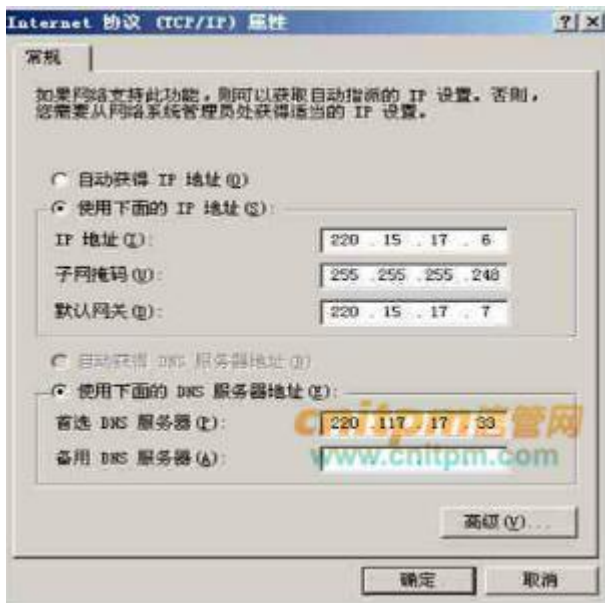 Internet 协议 (TCP/IP) 属性
常规
如果网络支持此功能，则可以获取自动指派的 IP 设置。否则，
您需要从网络系统管理员处获得适当的 IP 设置。
自动获得 IP 地址(O)
使用下面的 IP 地址(S):
IP 地址(I): 220 . 15 . 17 . 6
子网掩码(U): 255 . 255 . 255 . 248
默认网关(D): 220 . 15 . 17 . 7
自动获得 DNS 服务器地址(B)
使用下面的 DNS 服务器地址(E):
首选 DNS 服务器(P): 220 . 117 . 17 . 33
cnitpm信管网
备用 DNS 服务器(A):
www.cnitpm.com
高级(V)...
确定 取消